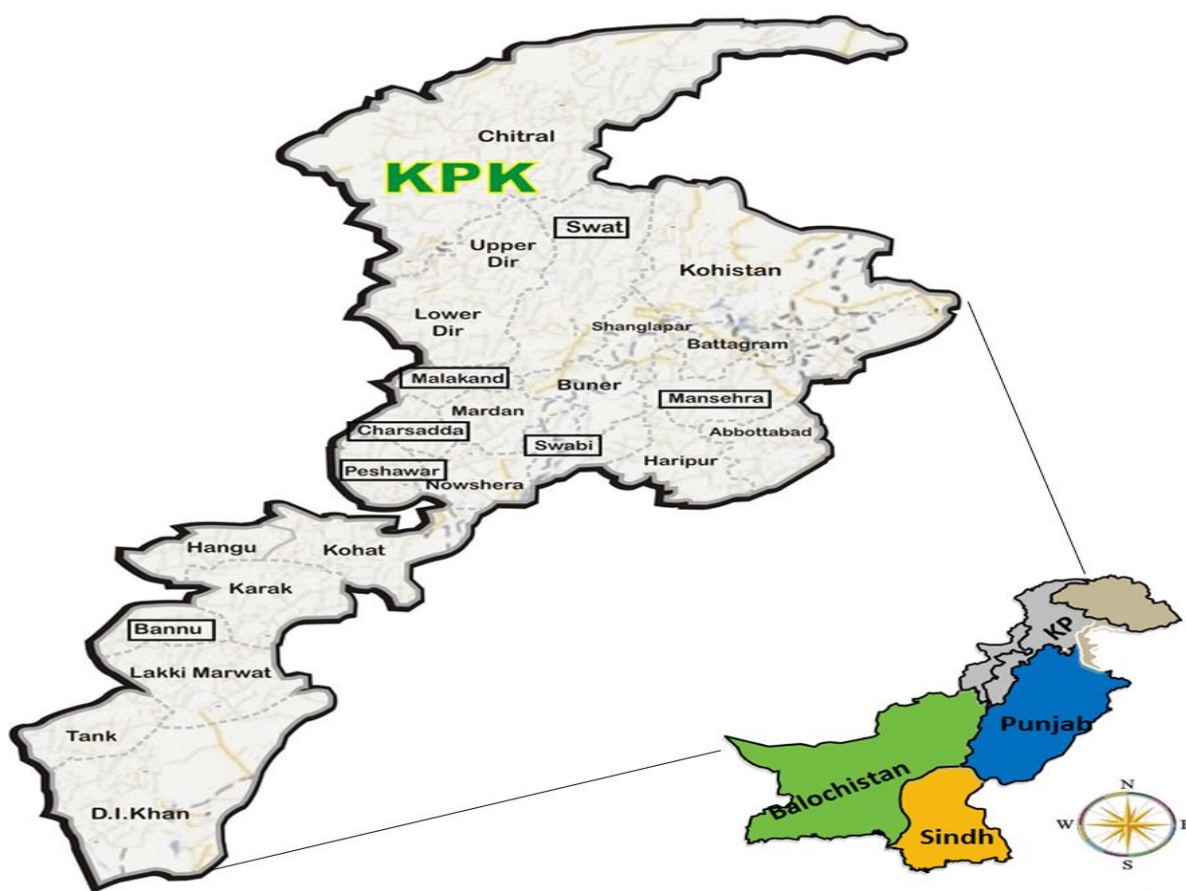 Chitral
KPK
Swat
Upper
Dir
Kohistan
Lower
Dir
Shanglapar
Battagram
Malakand
Buner
Mansehra
Mardan
Charsadda
Abbottabad
Swabi
Haripur
Peshawar
Nowshera
Hangu
Kohat
Karak
Bannu
Lakki Marwat
Tank
D.I.Khan
KP
Punjab
Balochistan
Sindh
N
W
E
S